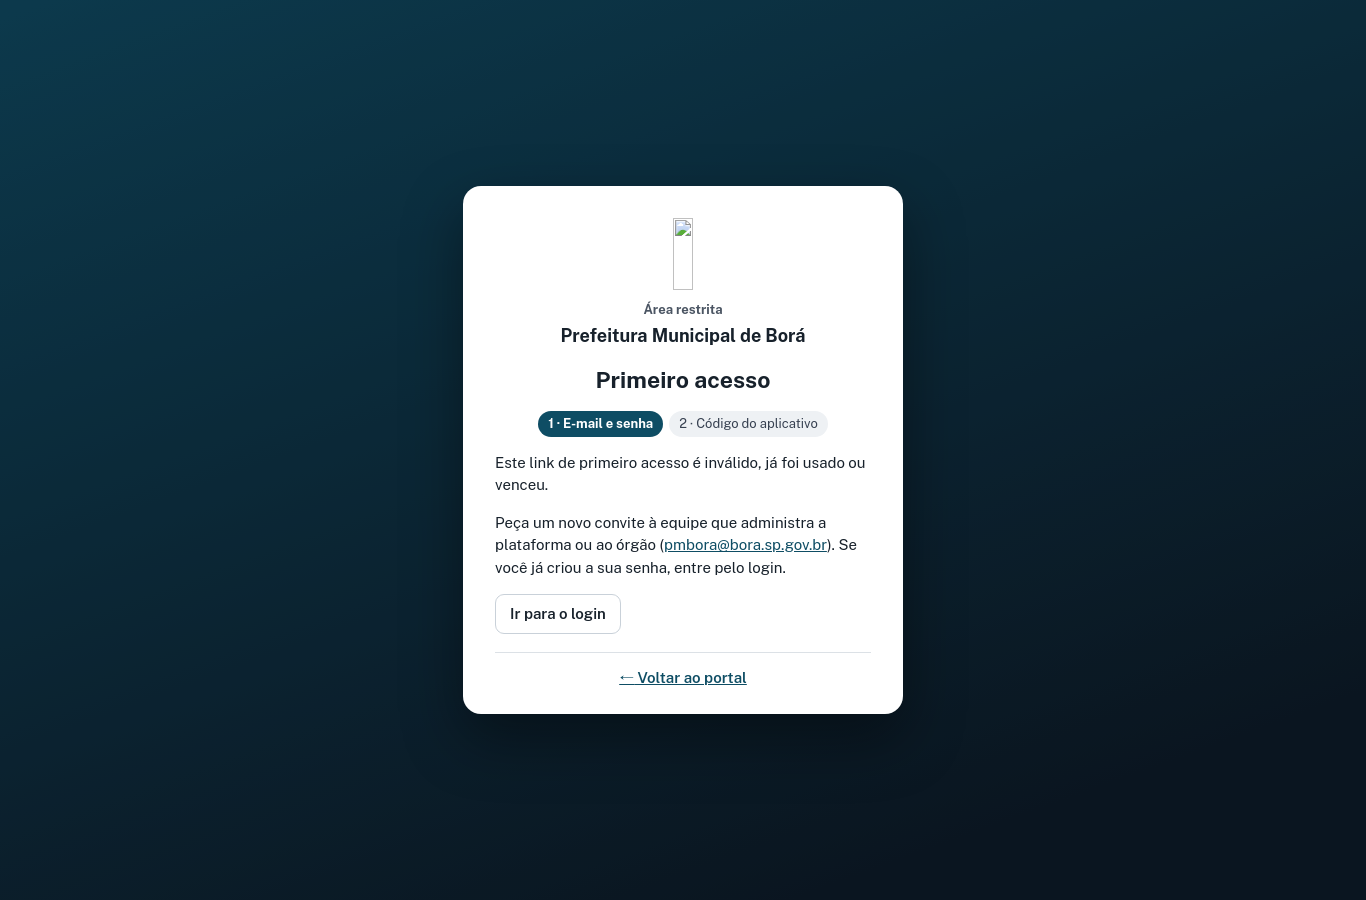 Área restrita
Prefeitura Municipal de Borá
Primeiro acesso
1 · E-mail e senha
2 · Código do aplicativo
Este link de primeiro acesso é inválido, já foi usado ou
venceu.
Peça um novo convite à equipe que administra a
plataforma ou ao órgão (pmbora@bora.sp.gov.br). Se
você já criou a sua senha, entre pelo login.
Ir para o login
← Voltar ao portal